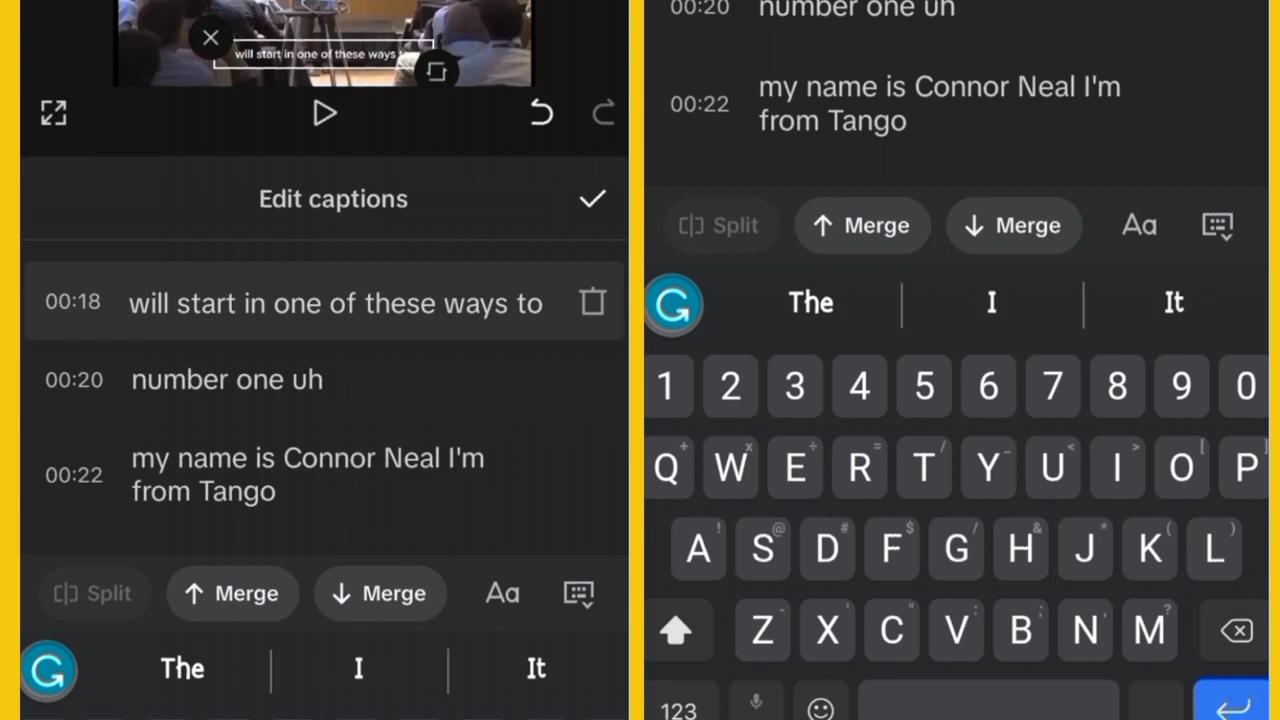 will start in one of these ways to
Edit captions
00:18 will start in one of these ways to
00:20 number one uh
00:22 my name is Connor Neal I'm
from Tango
Split Merge Merge Aa
The I It
00:20 number one uh
00:22 my name is Connor Neal I'm
from Tango
Split Merge Merge Aa
The I It
1 2 3 4 5 6 7 8 9 0
+ x ÷ = / - < > [ ]
Q W E R T Y U I O P
! @ # $ / & * ( )
A S D F G H J K L
- ' " : ; , ?
Z X C V B N M
123